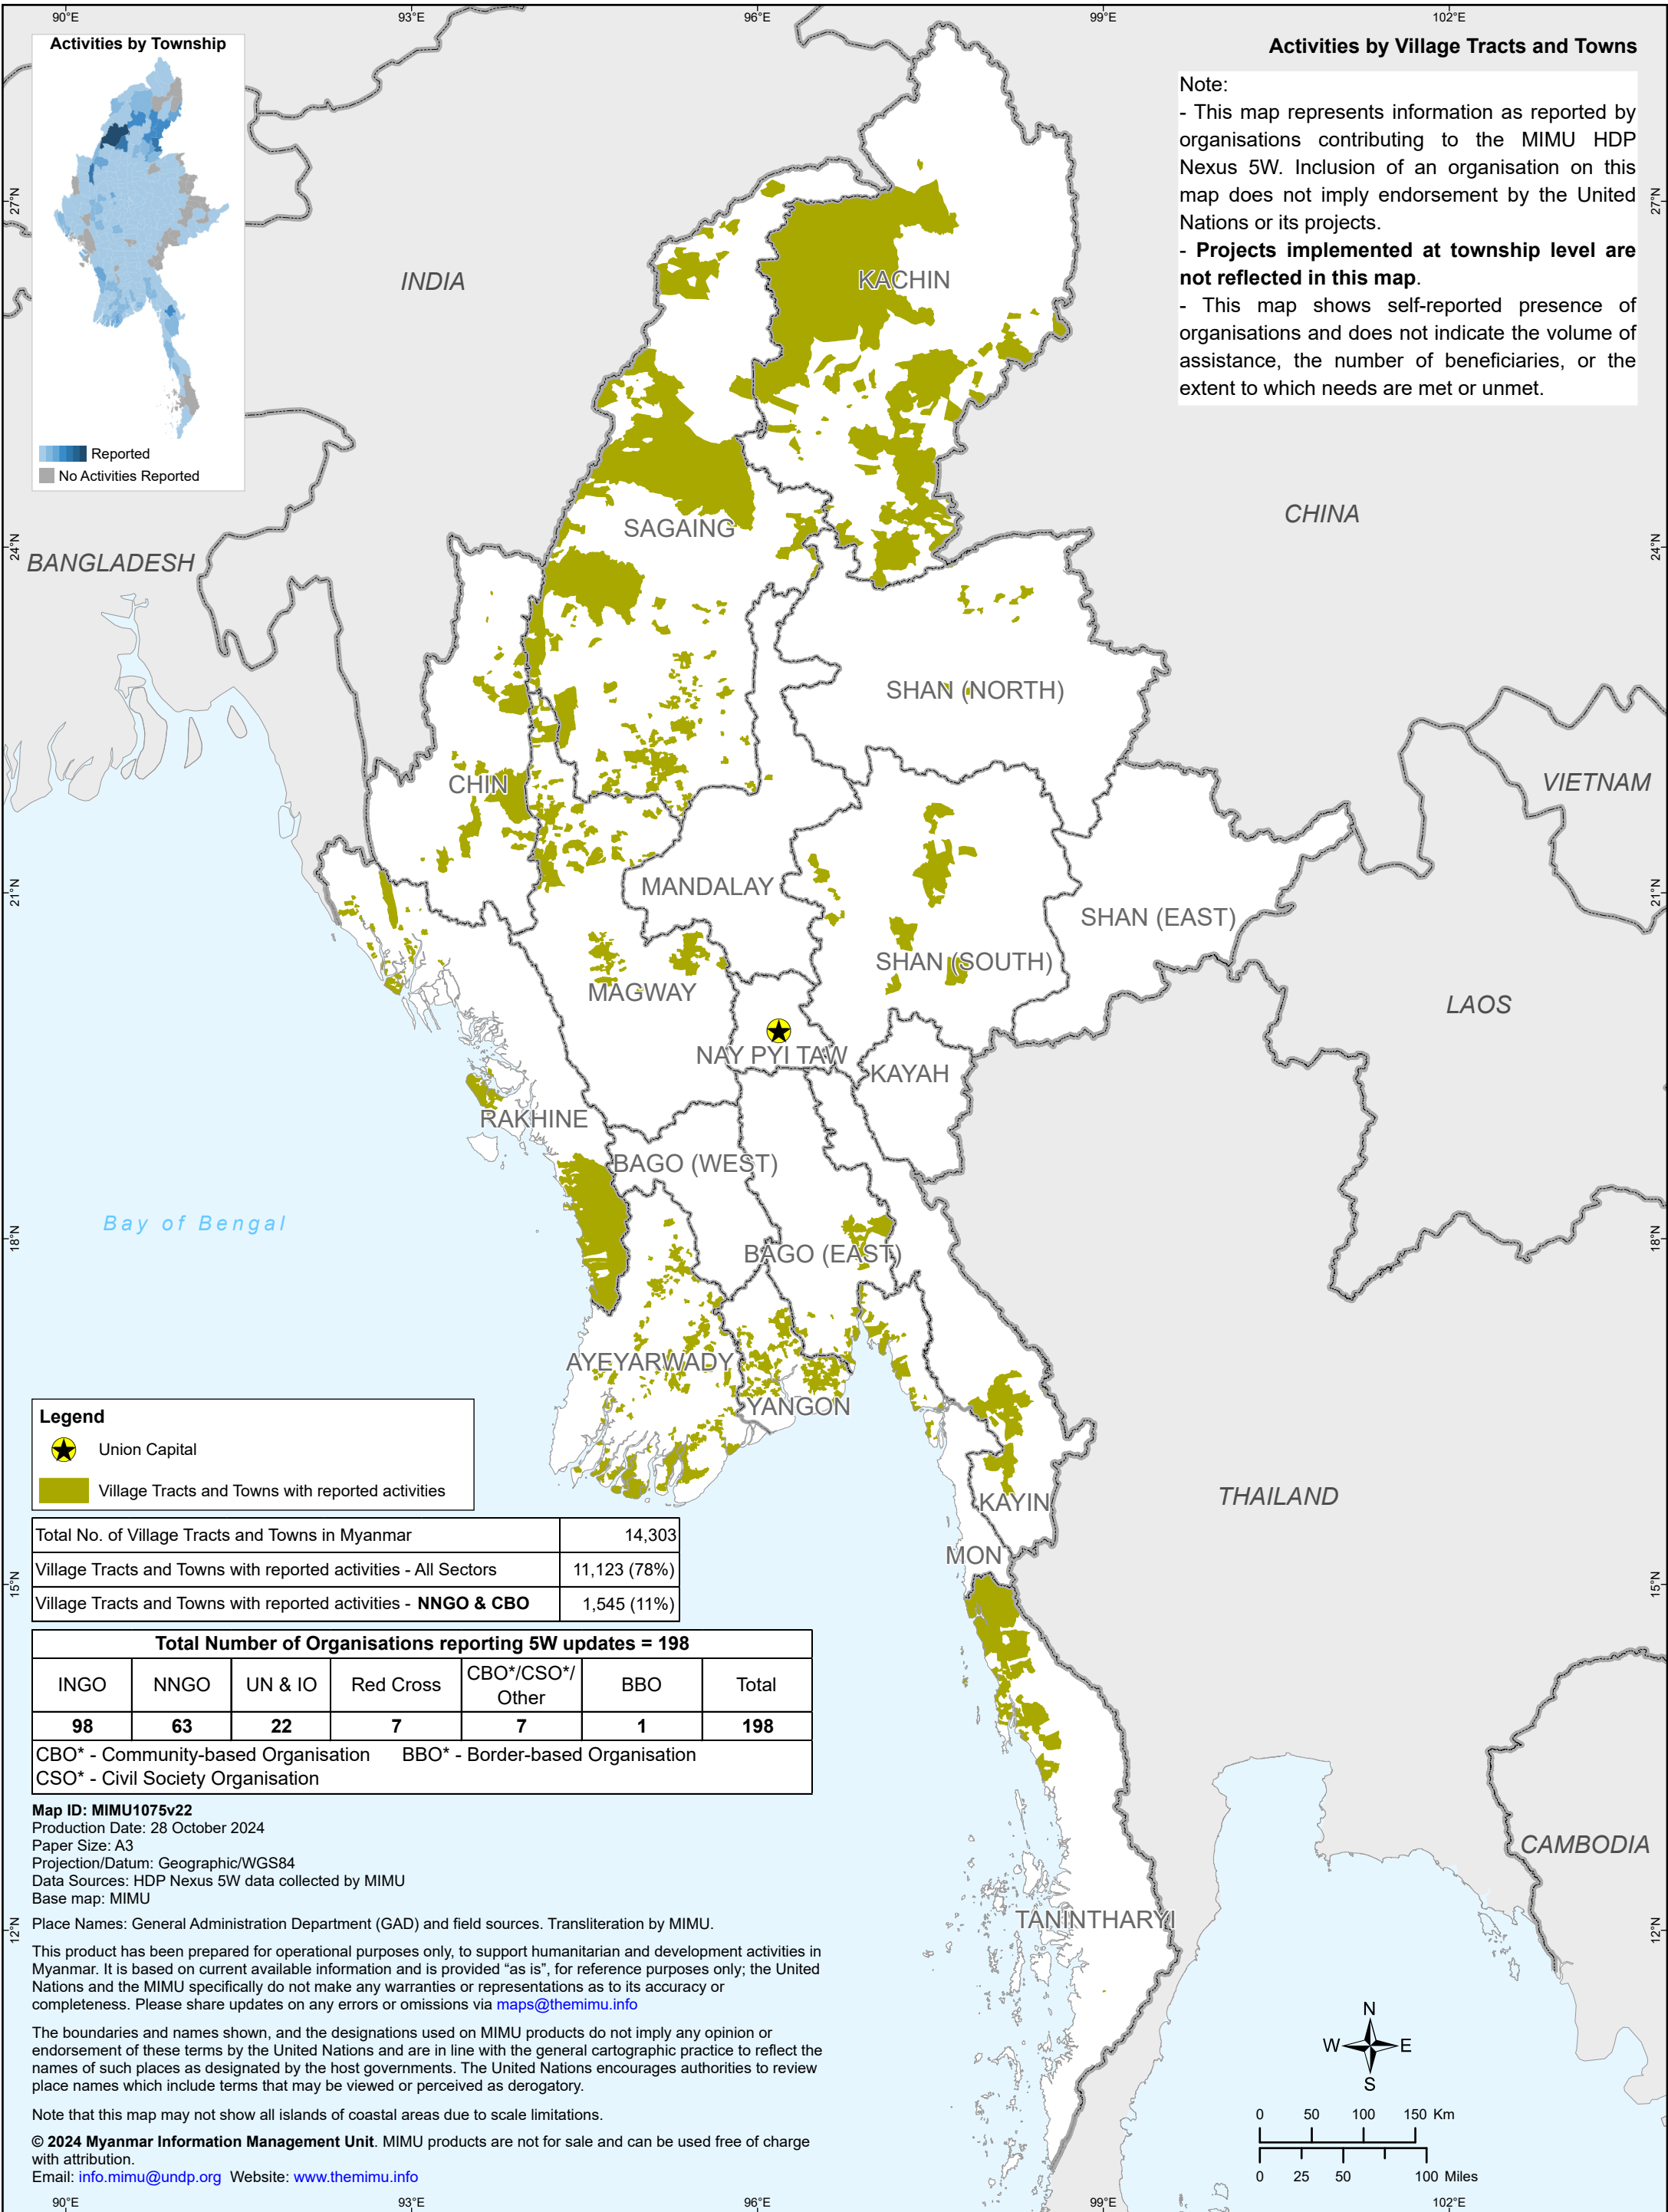 90°E
93°E
96°E
99°E
102°E
Activities by Township
Reported
No Activities Reported
Activities by Village Tracts and Towns
Note:
- This map represents information as reported by
organisations contributing to the MIMU HDP
Nexus 5W. Inclusion of an organisation on this
map does not imply endorsement by the United
Nations or its projects.
- Projects implemented at township level are
not reflected in this map.
- This map shows self-reported presence of
organisations and does not indicate the volume of
assistance, the number of beneficiaries, or the
extent to which needs are met or unmet.
27°N
27°N
INDIA
KACHIN
CHINA
SAGAING
24°N
24°N
BANGLADESH
SHAN (NORTH)
VIETNAM
CHIN
MANDALAY
21°N
21°N
SHAN (EAST)
SHAN (SOUTH)
MAGWAY
LAOS
NAY PYI TAW
KAYAH
RAKHINE
BAGO (WEST)
Bay of Bengal
18°N
18°N
BAGO (EAST)
AYEYARWADY
YANGON
Legend
Union Capital
Village Tracts and Towns with reported activities
KAYIN
THAILAND
MON
15°N
15°N
Total No. of Village Tracts and Towns in Myanmar 14,303
Village Tracts and Towns with reported activities - All Sectors 11,123 (78%)
Village Tracts and Towns with reported activities - NNGO & CBO 1,545 (11%)
Total Number of Organisations reporting 5W updates = 198
INGO NNGO UN & IO Red Cross CBO*/CSO*/ BBO Total
Other
98 63 22 7 7 1 198
CBO* - Community-based Organisation BBO* - Border-based Organisation
CSO* - Civil Society Organisation
CAMBODIA
Map ID: MIMU1075v22
Production Date: 28 October 2024
Paper Size: A3
Projection/Datum: Geographic/WGS84
Data Sources: HDP Nexus 5W data collected by MIMU
Base map: MIMU
Place Names: General Administration Department (GAD) and field sources. Transliteration by MIMU.
12°N
12°N
TANINTHARYI
This product has been prepared for operational purposes only, to support humanitarian and development activities in
Myanmar. It is based on current available information and is provided “as is”, for reference purposes only; the United
Nations and the MIMU specifically do not make any warranties or representations as to its accuracy or
completeness. Please share updates on any errors or omissions via maps@themimu.info
The boundaries and names shown, and the designations used on MIMU products do not imply any opinion or
endorsement of these terms by the United Nations and are in line with the general cartographic practice to reflect the
names of such places as designated by the host governments. The United Nations encourages authorities to review
place names which include terms that may be viewed or perceived as derogatory.
Note that this map may not show all islands of coastal areas due to scale limitations.
© 2024 Myanmar Information Management Unit. MIMU products are not for sale and can be used free of charge
with attribution.
Email: info.mimu@undp.org Website: www.themimu.info
N
W E
S
0 50 100 150 Km
0 25 50 100 Miles
90°E
93°E
96°E
99°E
102°E